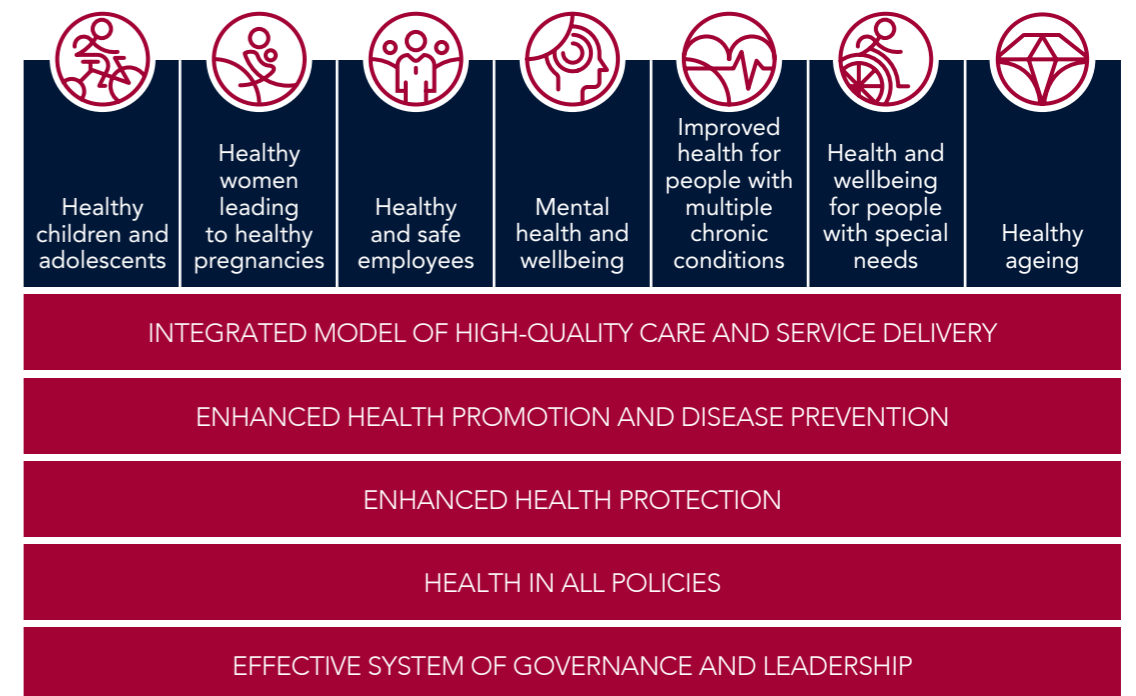 Healthy
children and
adolescents
Healthy
women
leading
to healthy
pregnancies
Healthy
and safe
employees
Mental
health and
wellbeing
Improved
health for
people with
multiple
chronic
conditions
Health and
wellbeing
for people
with special
needs
Healthy
ageing
INTEGRATED MODEL OF HIGH-QUALITY CARE AND SERVICE DELIVERY
ENHANCED HEALTH PROMOTION AND DISEASE PREVENTION
ENHANCED HEALTH PROTECTION
HEALTH IN ALL POLICIES
EFFECTIVE SYSTEM OF GOVERNANCE AND LEADERSHIP